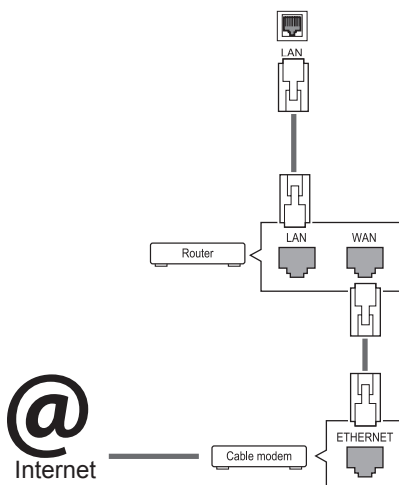 LAN
LAN WAN
Router
ETHERNET
@
Internet
Cable modem